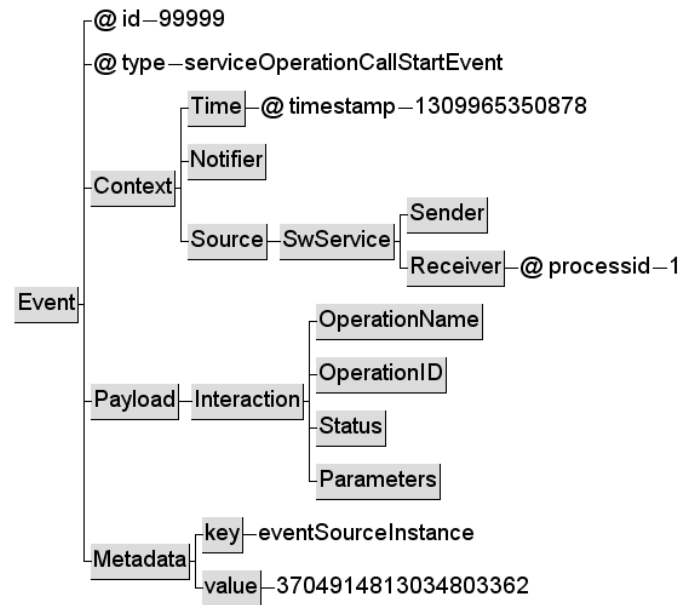 @ id 99999
@ type serviceOperationCallStartEvent
Time @ timestamp 1309965350878
Notifier
Context
Sender
Source SwService
Receiver @ processid 1
Event
OperationName
OperationID
Payload Interaction
Status
Parameters
key eventSourceInstance
Metadata
value 3704914813034803362